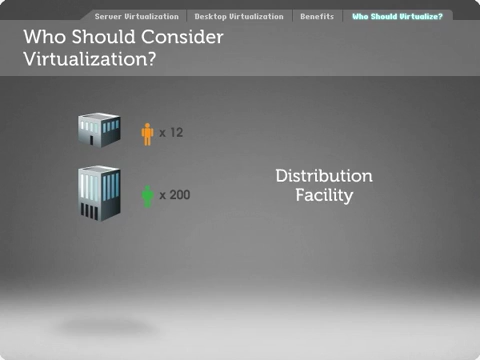 Server Virtualization
Desktop Virtualization
Benefits
Who Should Virtualize?
Who Should Consider
Virtualization?
x 12
x 200
Distribution
Facility